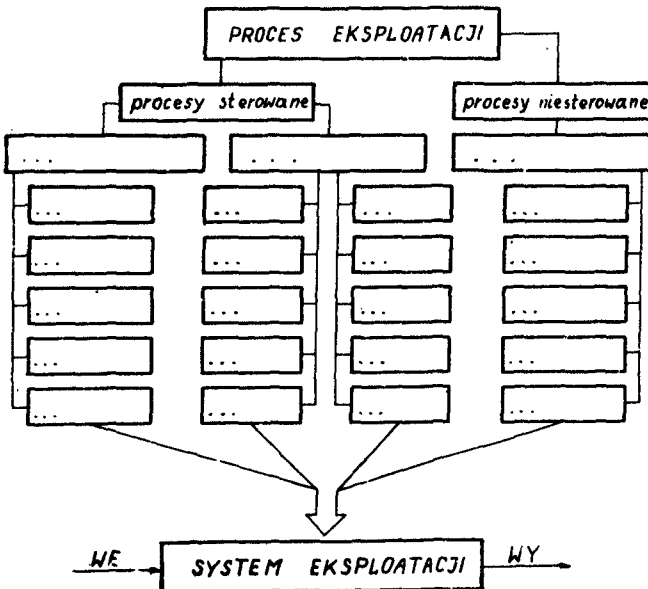 PROCES EKSPLOATACJI
procesy sterowane
procesy niesterowane
... ... ...
... ... ... ...
... ... ... ...
... ... ... ...
... ... ... ...
... ... ... ...
WE
SYSTEM EKSPLOATACJI
WY